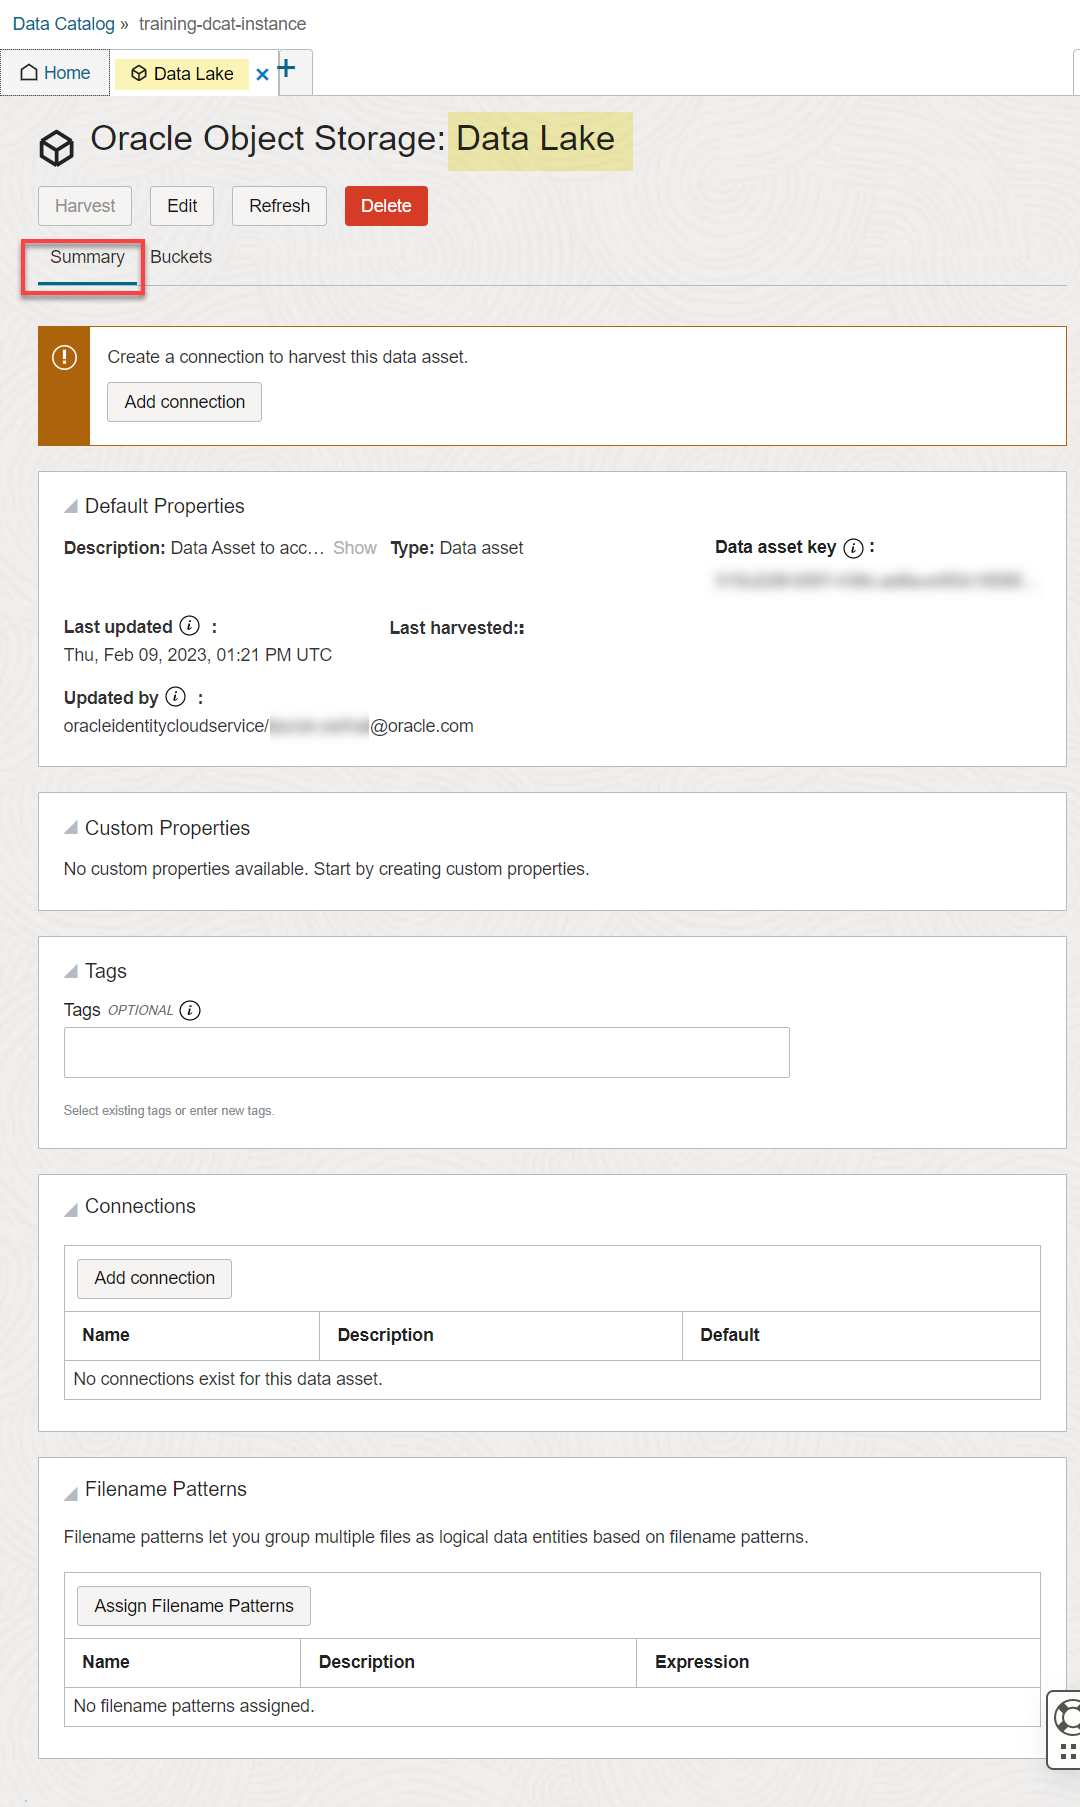 Data Catalog » training-dcat-instance
Home Data Lake × +
Oracle Object Storage: Data Lake
Harvest Edit Refresh Delete
Summary Buckets
Create a connection to harvest this data asset.
Add connection
Default Properties
Description: Data Asset to acc... Show Type: Data asset Data asset key i :
Last updated i : Last harvested::
Thu, Feb 09, 2023, 01:21 PM UTC
Updated by i :
oracleidentitycloudservice/ @oracle.com
Custom Properties
No custom properties available. Start by creating custom properties.
Tags
Tags OPTIONAL i
Select existing tags or enter new tags.
Connections
Add connection
Name Description Default
No connections exist for this data asset.
Filename Patterns
Filename patterns let you group multiple files as logical data entities based on filename patterns.
Assign Filename Patterns
Name Description Expression
No filename patterns assigned.